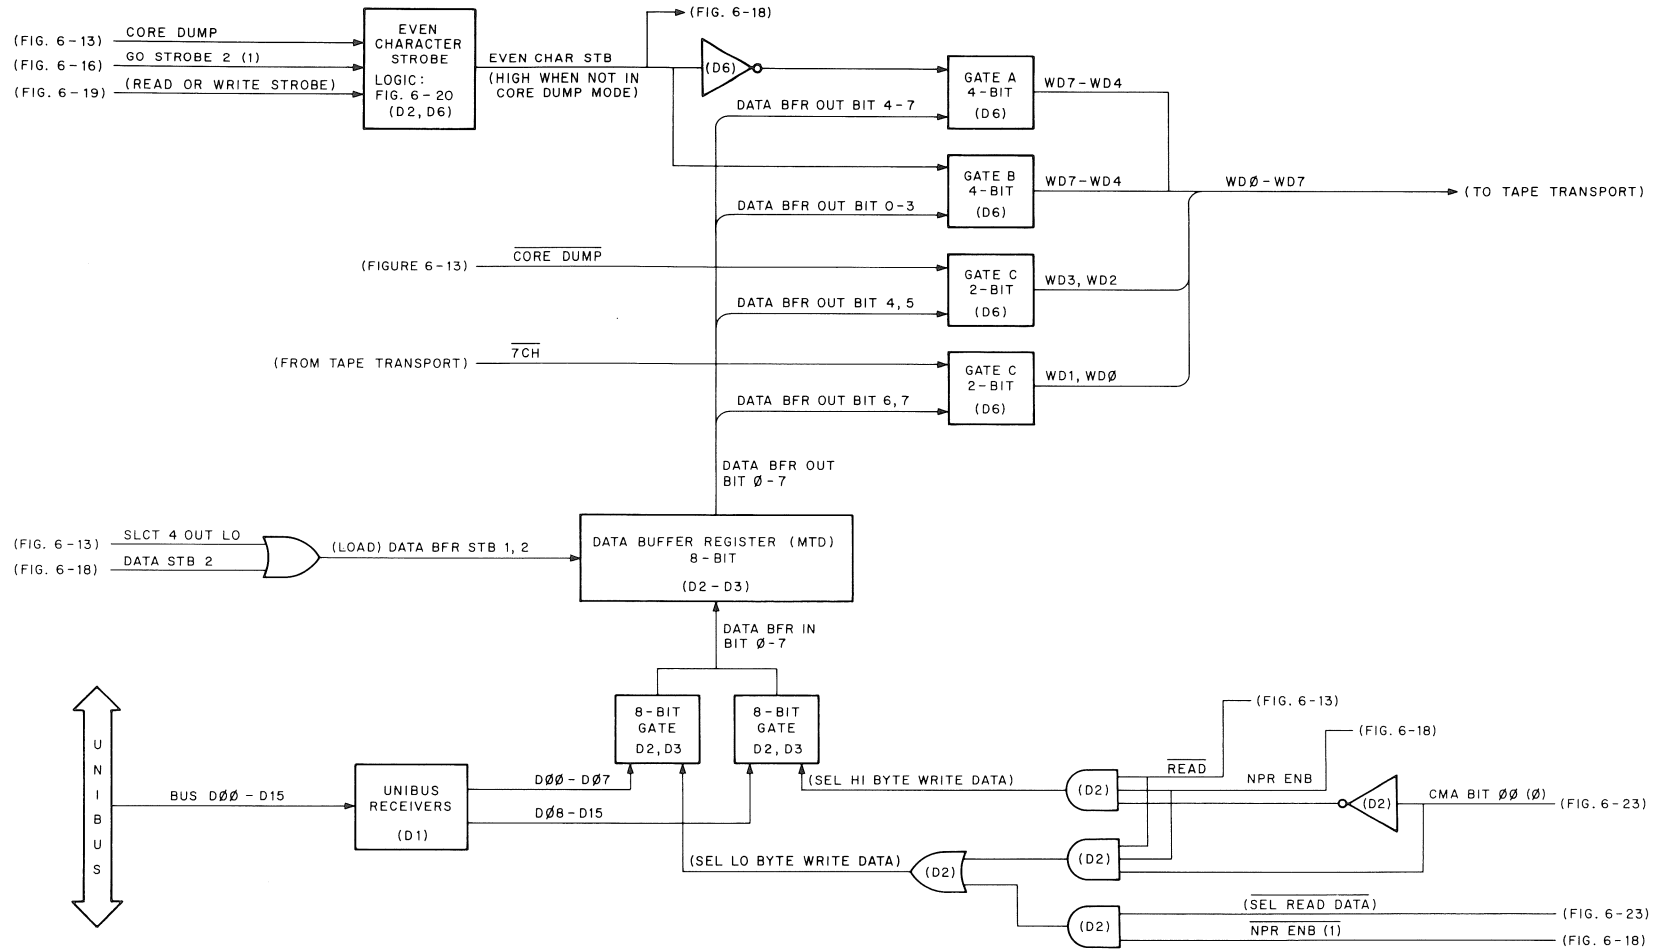 (FIG. 6-13) CORE DUMP
(FIG. 6-16) GO STROBE 2 (1)
(FIG. 6-19) (READ OR WRITE STROBE)
EVEN
CHARACTER
STROBE
LOGIC:
FIG. 6-20
(D2, D6)
EVEN CHAR STB
(HIGH WHEN NOT IN
CORE DUMP MODE)
(FIG. 6-18)
(D6)
DATA BFR OUT BIT 4-7
GATE A
4-BIT
(D6)
WD7-WD4
DATA BFR OUT BIT 0-3
GATE B
4-BIT
(D6)
WD7-WD4
WDØ-WD7
(TO TAPE TRANSPORT)
(FIGURE 6-13) CORE DUMP
DATA BFR OUT BIT 4,5
GATE C
2-BIT
(D6)
WD3, WD2
(FROM TAPE TRANSPORT) 7CH
DATA BFR OUT BIT 6,7
GATE C
2-BIT
(D6)
WD1, WDØ
DATA BFR OUT
BIT Ø-7
(FIG. 6-13) SLCT 4 OUT LO
(FIG. 6-18) DATA STB 2
(LOAD) DATA BFR STB 1,2
DATA BUFFER REGISTER (MTD)
8-BIT
(D2-D3)
DATA BFR IN
BIT Ø-7
8-BIT
GATE
D2,D3
8-BIT
GATE
D2,D3
UNIBUS
BUS DØØ-D15
UNIBUS
RECEIVERS
(D1)
DØØ-DØ7
DØ8-D15
(SEL HI BYTE WRITE DATA)
(D2)
READ
(FIG. 6-13)
NPR ENB
(FIG. 6-18)
(D2)
CMA BIT ØØ (Ø)
(FIG. 6-23)
(SEL LO BYTE WRITE DATA)
(D2)
(D2)
(D2)
(SEL READ DATA)
(FIG. 6-23)
NPR ENB (1)
(FIG. 6-18)